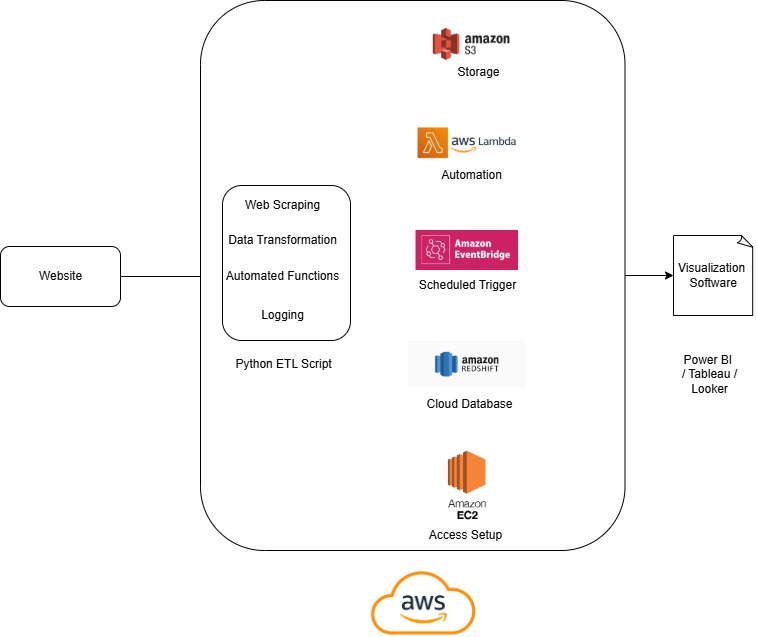 Website
Web Scraping
Data Transformation
Automated Functions
Logging
Python ETL Script
amazon
S3
Storage
aws Lambda
Automation
Amazon
EventBridge
Scheduled Trigger
amazon
REDSHIFT
Cloud Database
Amazon
EC2
Access Setup
Visualization
Software
Power BI
/ Tableau /
Looker
aws